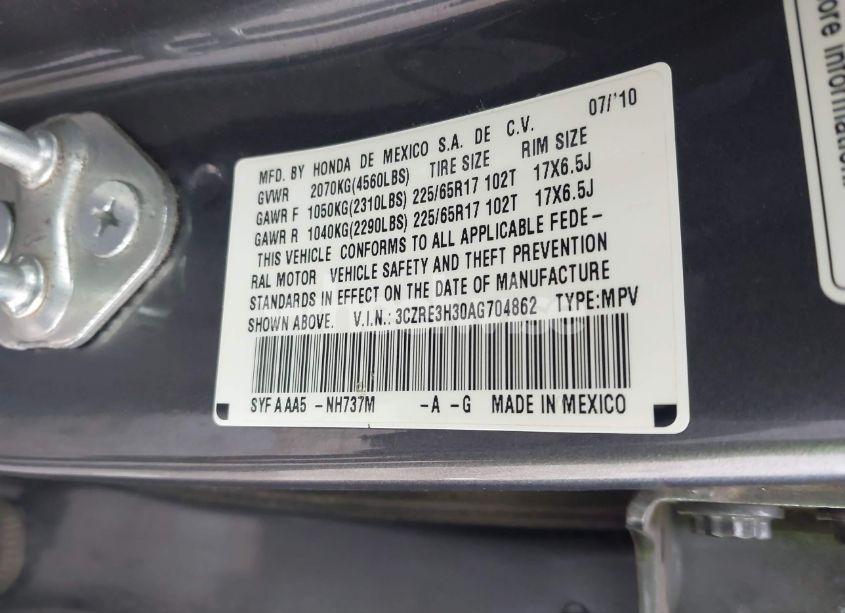 07/'10
MFD. BY HONDA DE MEXICO S.A. DE C.V.
GVWR 2070KG(4560LBS) TIRE SIZE RIM SIZE
GAWR F 1050KG(2310LBS) 225/65R17 102T 17X6.5J
GAWR R 1040KG(2290LBS) 225/65R17 102T 17X6.5J
THIS VEHICLE CONFORMS TO ALL APPLICABLE FEDE-
RAL MOTOR VEHICLE SAFETY AND THEFT PREVENTION
STANDARDS IN EFFECT ON THE DATE OF MANUFACTURE
SHOWN ABOVE. V.I.N.: 3CZRE3H30AG704862 TYPE:MPV
SYF A AA5 -NH737M -A -G MADE IN MEXICO
ore information